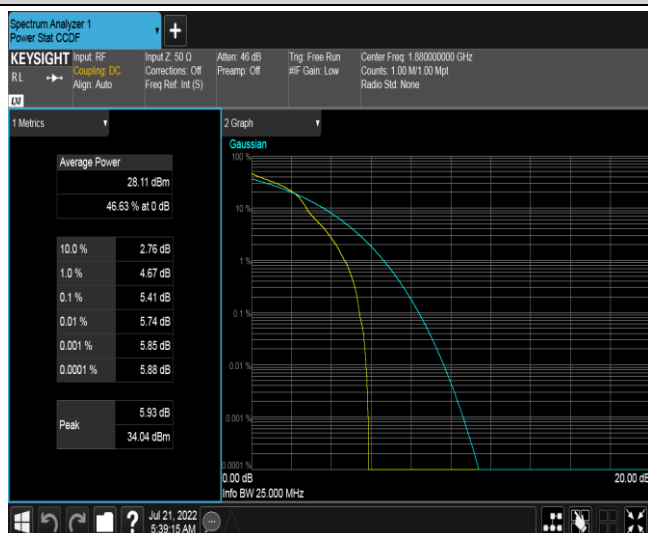 Spectrum Analyzer 1
Power Stat CCDF
KEYSIGHT
RL
LXI
Input: RF
Coupling: DC
Align: Auto
Input Z: 50 Ω
Corrections: Off
Freq Ref: Int (S)
Atten: 46 dB
Preamp: Off
Trig: Free Run
#IF Gain: Low
Center Freq: 1.880000000 GHz
Counts: 1.00 M/1.00 Mpt
Radio Std: None
1 Metrics
Average Power
28.11 dBm
46.63 % at 0 dB
10.0 % 2.76 dB
1.0 % 4.67 dB
0.1 % 5.41 dB
0.01 % 5.74 dB
0.001 % 5.85 dB
0.0001 % 5.88 dB
Peak
5.93 dB
34.04 dBm
2 Graph
Gaussian
100 %
10 %
1 %
0.1 %
0.01 %
0.001 %
0.0001 %
0.00 dB
20.00 dB
Info BW 25.000 MHz
?
Jul 21, 2022
5:39:15 AM